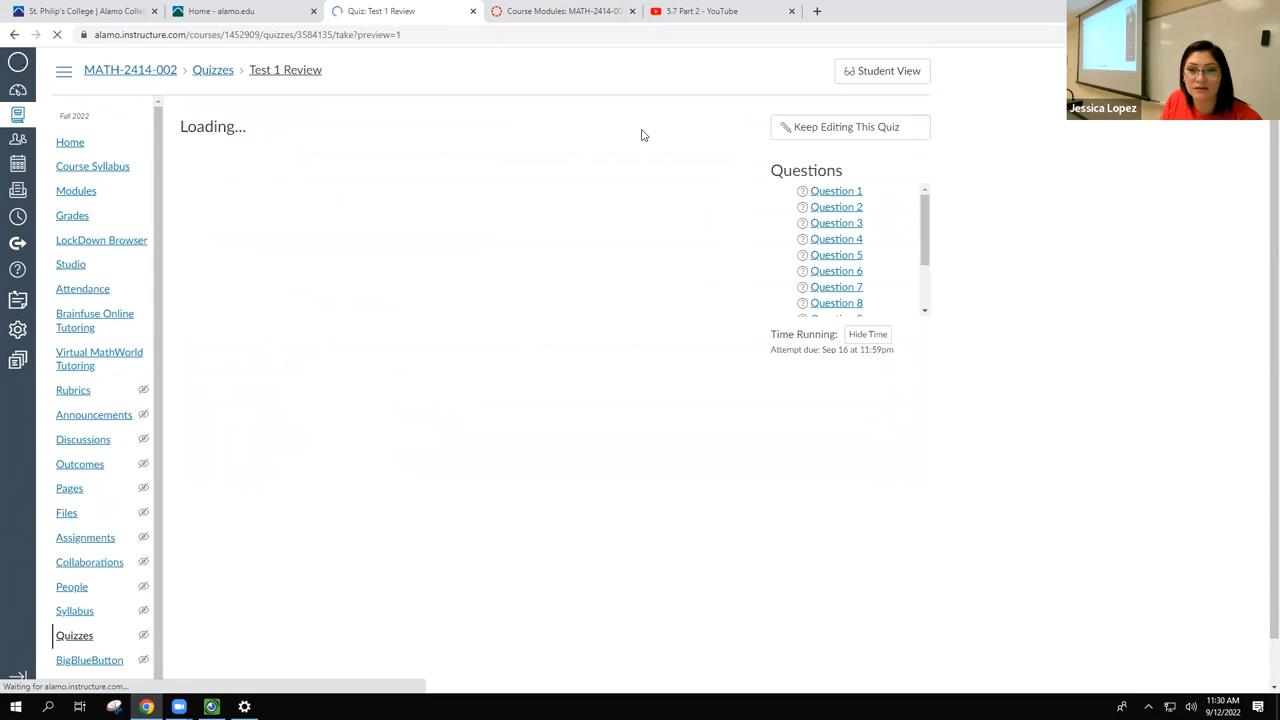 St. Philip's College | Alamo Colleg
Home - alamo.edu
Quiz: Test 1 Review
Course Modules: MATH-2414-00
5.7 Part 2 - YouTube
alamo.instructure.com/courses/1452909/quizzes/3584135/take?preview=1
Jessica Lopez
MATH-2414-002 > Quizzes > Test 1 Review
Student View
Fall 2022
Home
Course Syllabus
Modules
Grades
LockDown Browser
Studio
Attendance
Brainfuse Online
Tutoring
Virtual MathWorld
Tutoring
Rubrics
Announcements
Discussions
Outcomes
Pages
Files
Assignments
Collaborations
People
Syllabus
Quizzes
BigBlueButton
Loading...
Keep Editing This Quiz
Questions
Question 1
Question 2
Question 3
Question 4
Question 5
Question 6
Question 7
Question 8
Time Running: Hide Time
Attempt due: Sep 16 at 11:59pm
Waiting for alamo.instructure.com...
11:30 AM
9/12/2022